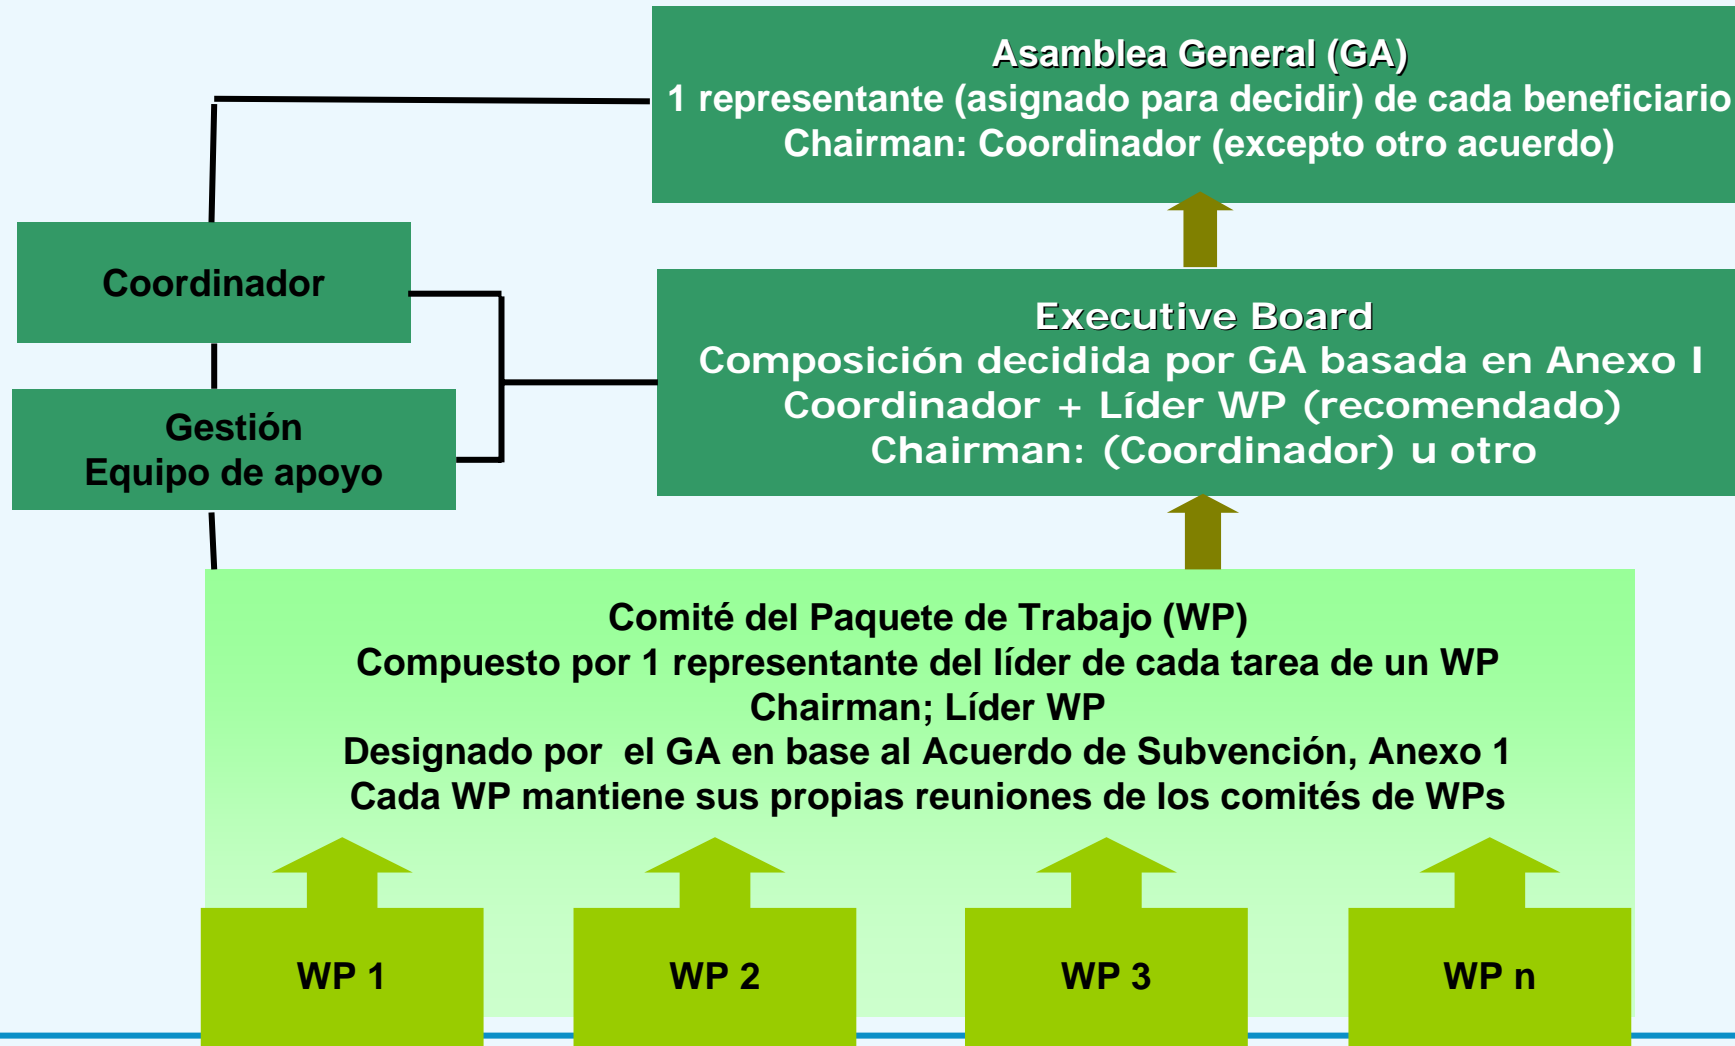 Asamblea General (GA)
1 representante (asignado para decidir) de cada beneficiario
Chairman: Coordinador (excepto otro acuerdo)
Coordinador
Executive Board
Composición decidida por GA basada en Anexo I
Coordinador + Líder WP (recomendado)
Chairman: (Coordinador) u otro
Gestión
Equipo de apoyo
Comité del Paquete de Trabajo (WP)
Compuesto por 1 representante del líder de cada tarea de un WP
Chairman; Líder WP
Designado por  el GA en base al Acuerdo de Subvención, Anexo 1
Cada WP mantiene sus propias reuniones de los comités de WPs
WP 1
WP 2
WP 3
WP n